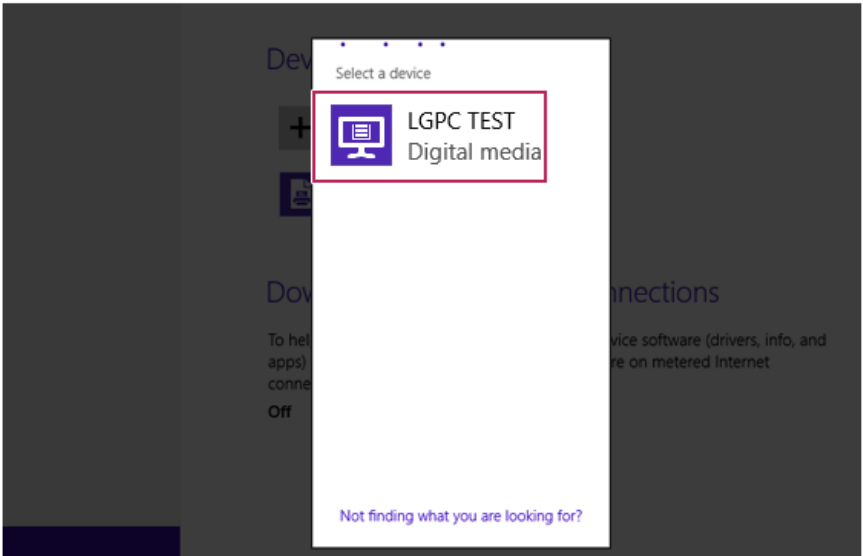 Dev
Select a device
LGPC TEST
Digital media
Dov
nnections
To hel
vice software (drivers, info, and
apps)
re on metered Internet
conne
Off
Not finding what you are looking for?